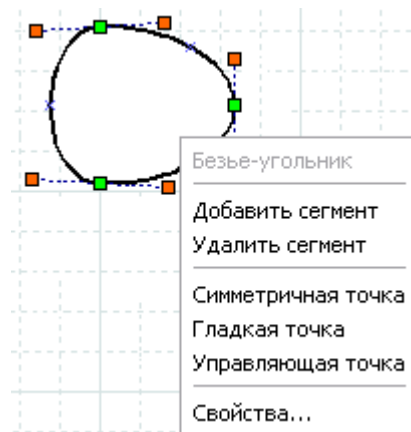 Безье-угольник
Добавить сегмент
Удалить сегмент
Симметричная точка
Гладкая точка
Управляющая точка
Свойства...